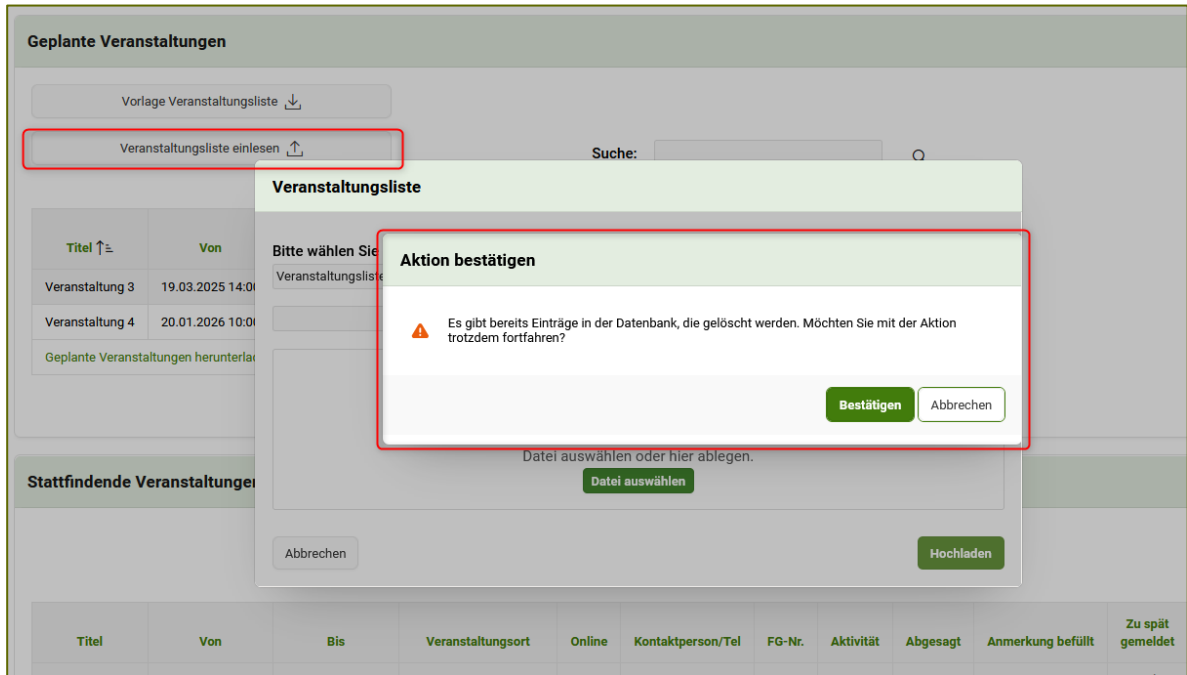 Geplante Veranstaltungen
Vorlage Veranstaltungsliste
Veranstaltungsliste einlesen
Suche:
Veranstaltungsliste
Titel
Von
Bitte wählen Sie
Aktion bestätigen
Veranstaltungsliste
Veranstaltung 3
19.03.2025 14:00
Veranstaltung 4
20.01.2026 10:00
Es gibt bereits Einträge in der Datenbank, die gelöscht werden. Möchten Sie mit der Aktion
trotzdem fortfahren?
Geplante Veranstaltungen herunterla
Bestätigen
Abbrechen
Datei auswählen oder hier ablegen.
Datei auswählen
Stattfindende Veranstaltungen
Abbrechen
Hochladen
Titel
Von
Bis
Veranstaltungsort
Online
Kontaktperson/Tel
FG-Nr.
Aktivität
Abgesagt
Anmerkung befüllt
Zu spät
gemeldet